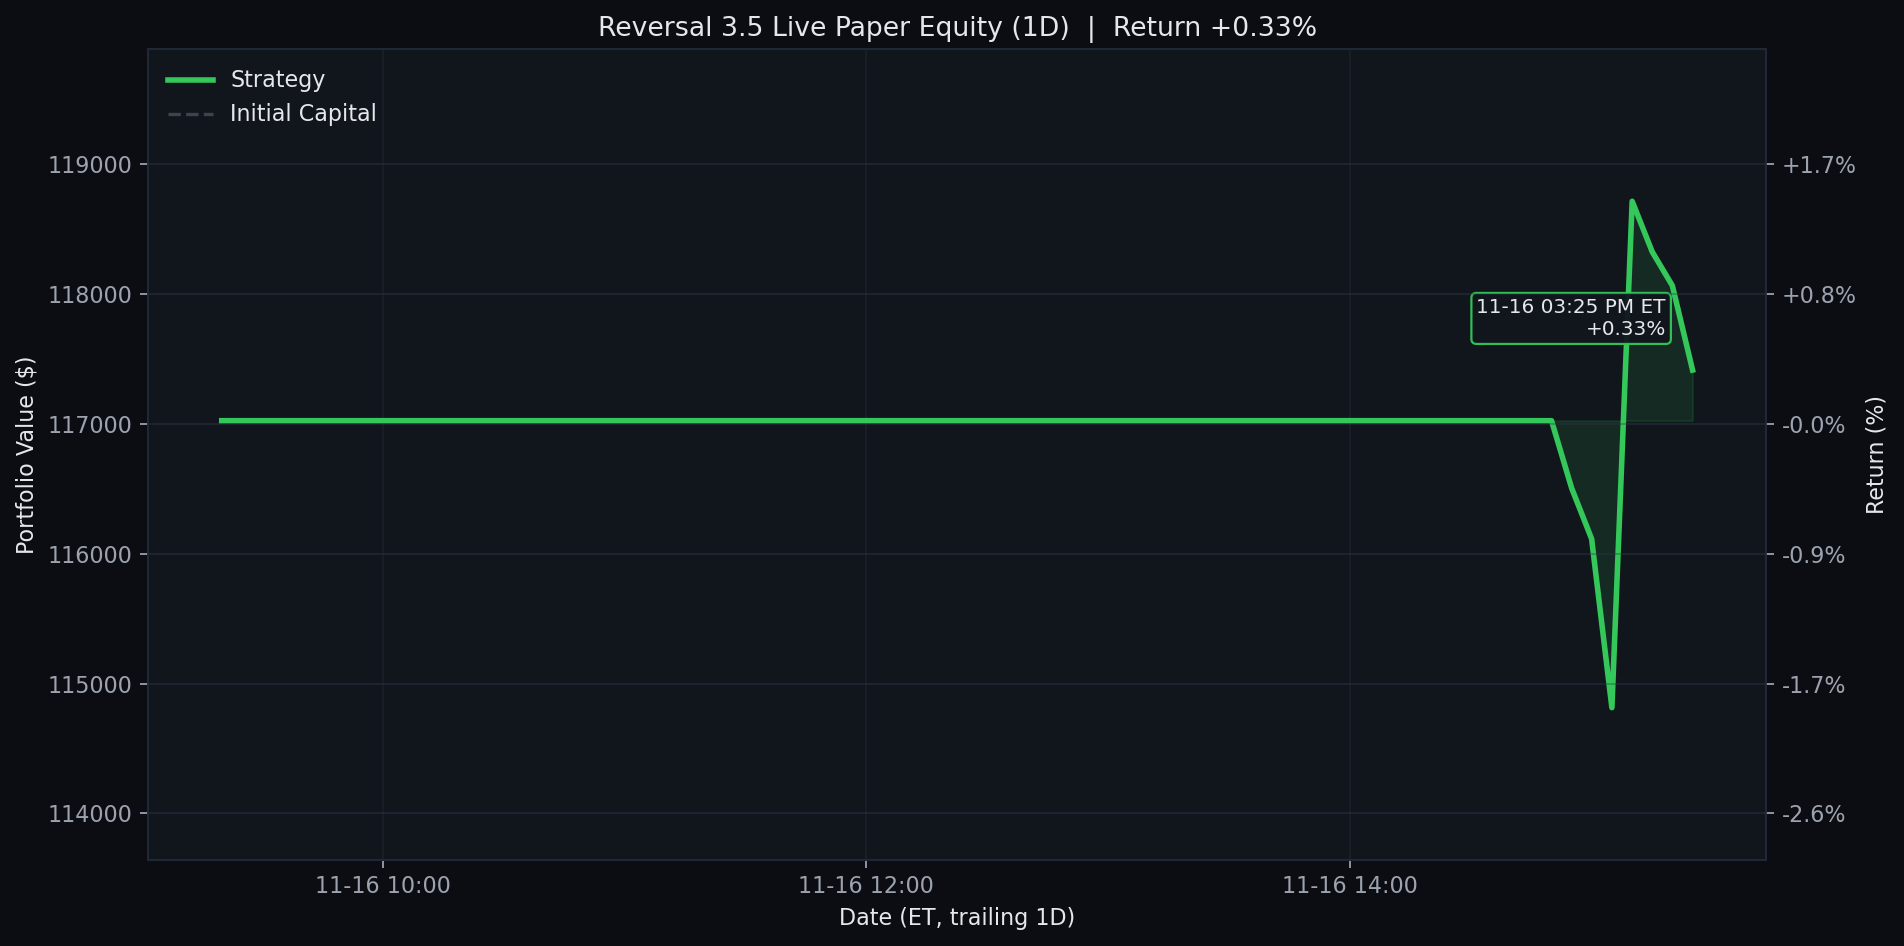 Reversal 3.5 Live Paper Equity (1D) | Return +0.33%
Strategy
Initial Capital
119000
118000
117000
116000
115000
114000
Portfolio Value ($)
11-16 03:25 PM ET
+0.33%
+1.7%
+0.8%
-0.0%
-0.9%
-1.7%
-2.6%
Return (%)
11-16 10:00
11-16 12:00
11-16 14:00
Date (ET, trailing 1D)